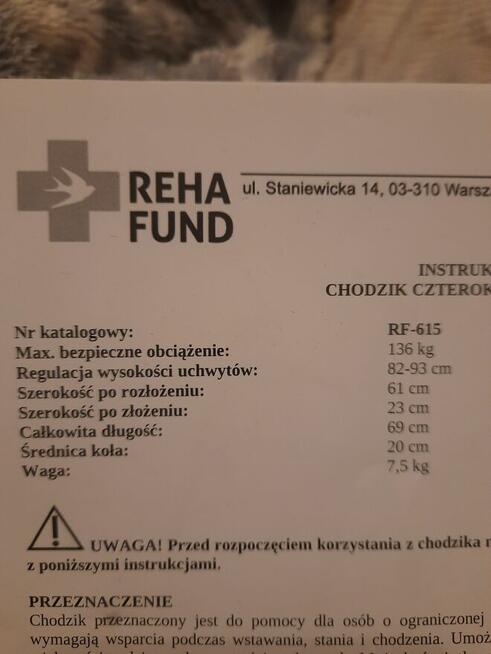 REHA
FUND
ul. Staniewicka 14, 03-310 Warsz
INSTRUK
CHODZIK CZTEROK
Nr katalogowy: RF-615
Max. bezpieczne obciążenie: 136 kg
Regulacja wysokości uchwytów: 82-93 cm
Szerokość po rozłożeniu: 61 cm
Szerokość po złożeniu: 23 cm
Całkowita długość: 69 cm
Średnica koła: 20 cm
Waga: 7,5 kg
UWAGA! Przed rozpoczęciem korzystania z chodzika
z poniższymi instrukcjami.
PRZEZNACZENIE
Chodzik przeznaczony jest do pomocy dla osób o ograniczonej
wymagają wsparcia podczas wstawania, stania i chodzenia. Umoż